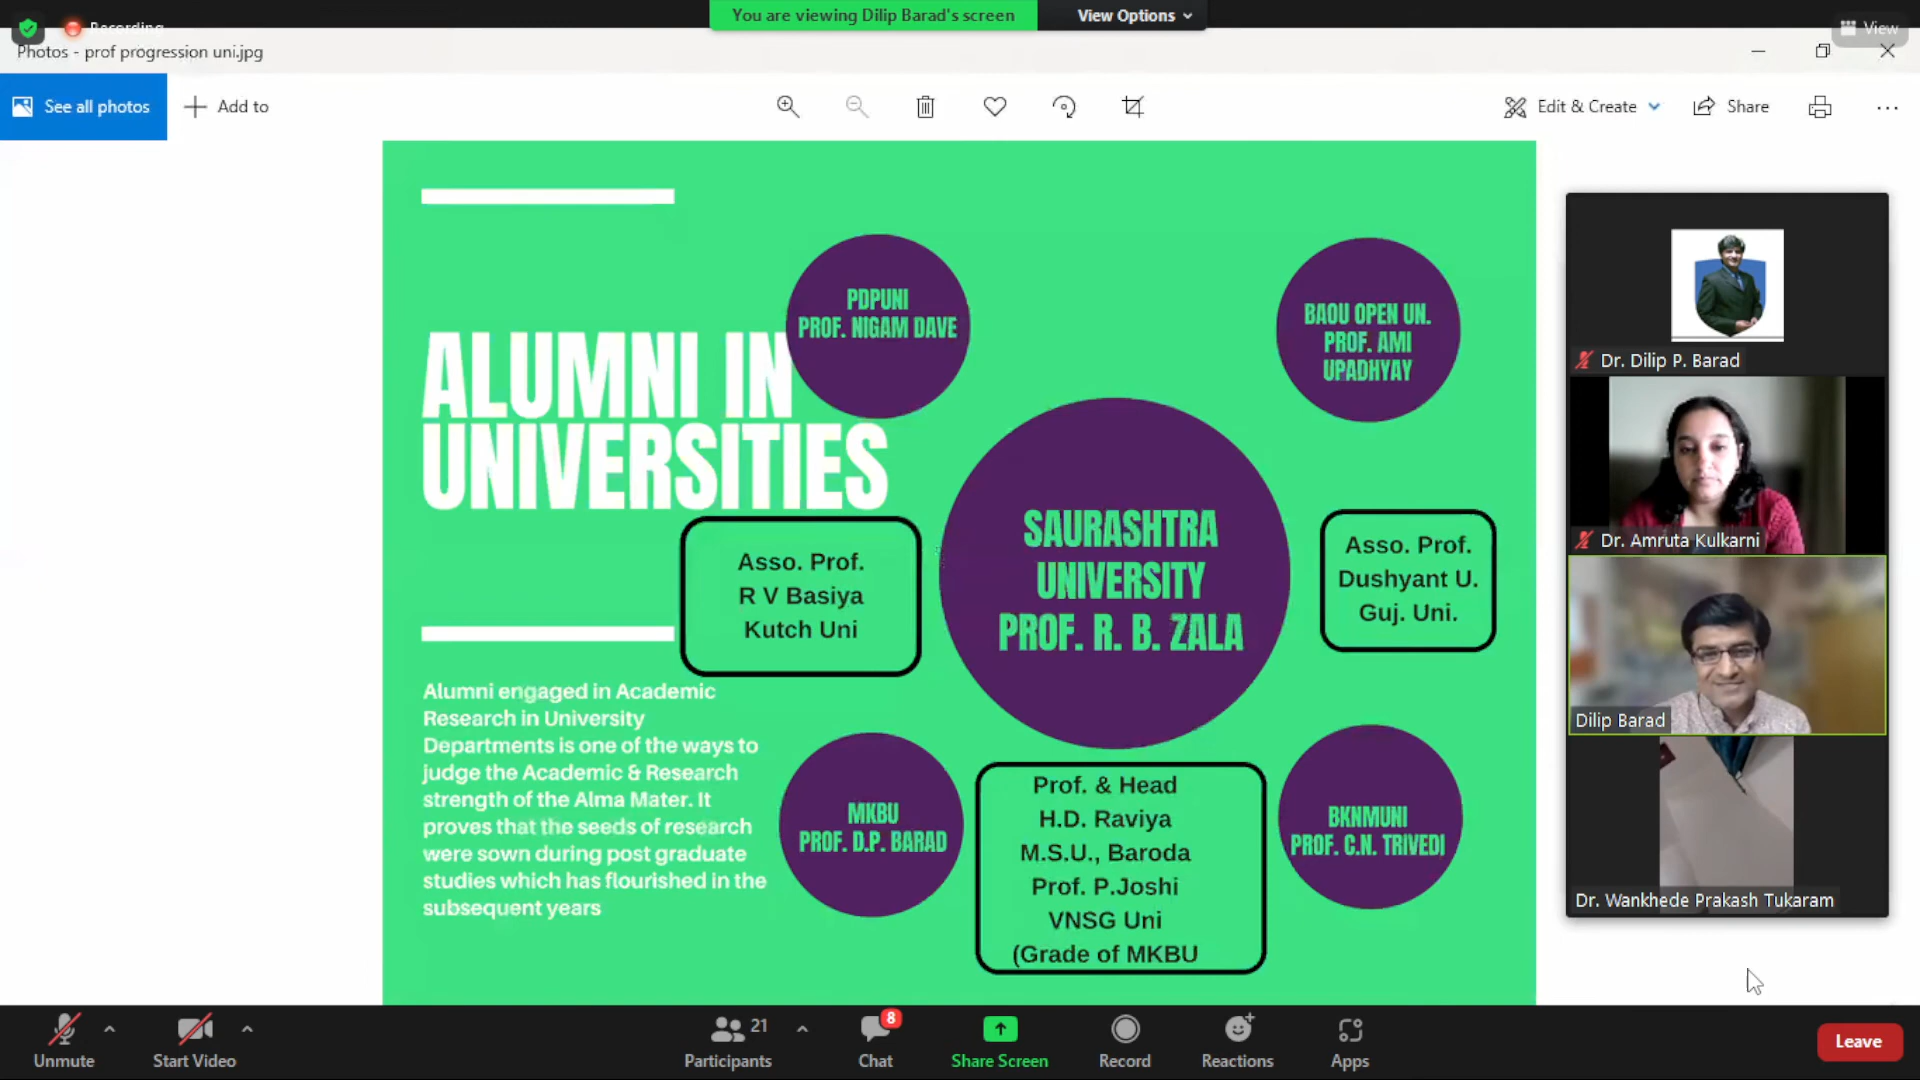 Recording
You are viewing Dilip Barad's screen
View Options
View
Photos - prof progression uni.jpg
See all photos
Add to
Edit & Create
Share
ALUMNI IN
UNIVERSITIES
PDPUNI
PROF. NIGAM DAVE
BAOU OPEN UN.
PROF. AMI
UPADHYAY
SAURASHTRA
UNIVERSITY
PROF. R. B. ZALA
Asso. Prof.
R V Basiya
Kutch Uni
Asso. Prof.
Dushyant U.
Guj. Uni.
Alumni engaged in Academic
Research in University
Departments is one of the ways to
judge the Academic & Research
strength of the Alma Mater. It
proves that the seeds of research
were sown during post graduate
studies which has flourished in the
subsequent years
MKBU
PROF. D.P. BARAD
Prof. & Head
H.D. Raviya
M.S.U., Baroda
Prof. P.Joshi
VNSG Uni
(Grade of MKBU
BKNMUNI
PROF. C.N. TRIVEDI
Dr. Dilip P. Barad
Dr. Amruta Kulkarni
Dilip Barad
Dr. Wankhede Prakash Tukaram
Unmute
Start Video
21
Participants
8
Chat
Share Screen
Record
Reactions
Apps
Leave